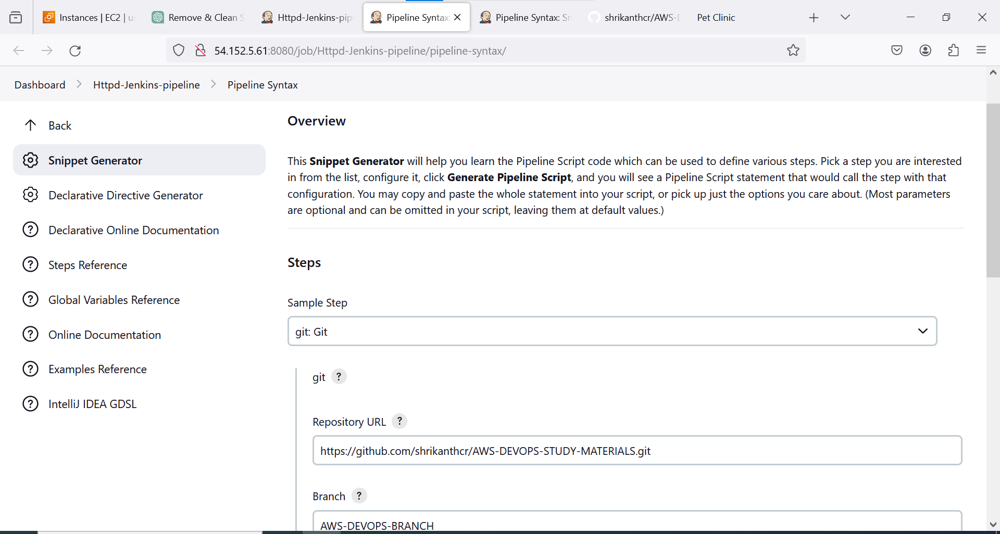 Instances | EC2 | us
Remove & Clean S
Httpd-Jenkins-pip
Pipeline Syntax:
Pipeline Syntax: Sn
shrikanthcr/AWS-D
Pet Clinic
54.152.5.61:8080/job/Httpd-Jenkins-pipeline/pipeline-syntax/
Dashboard > Httpd-Jenkins-pipeline > Pipeline Syntax
Back
Snippet Generator
Declarative Directive Generator
Declarative Online Documentation
Steps Reference
Global Variables Reference
Online Documentation
Examples Reference
IntelliJ IDEA GDSL
Overview
This Snippet Generator will help you learn the Pipeline Script code which can be used to define various steps. Pick a step you are interested
in from the list, configure it, click Generate Pipeline Script, and you will see a Pipeline Script statement that would call the step with that
configuration. You may copy and paste the whole statement into your script, or pick up just the options you care about. (Most parameters
are optional and can be omitted in your script, leaving them at default values.)
Steps
Sample Step
git: Git
git ?
Repository URL ?
https://github.com/shrikanthcr/AWS-DEVOPS-STUDY-MATERIALS.git
Branch ?
AWS-DEVOPS-BRANCH